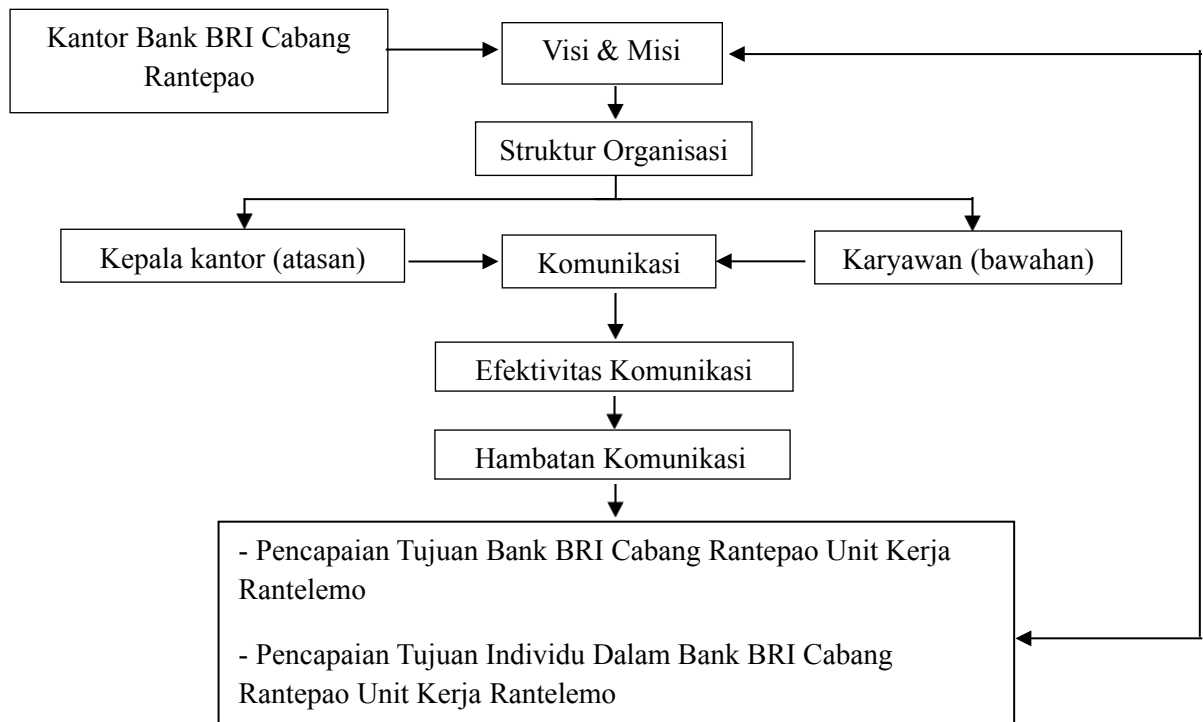 Kantor Bank BRI Cabang
Rantepao
Visi & Misi
Struktur Organisasi
Kepala kantor (atasan)
Komunikasi
Karyawan (bawahan)
Efektivitas Komunikasi
Hambatan Komunikasi
- Pencapaian Tujuan Bank BRI Cabang Rantepao Unit Kerja
Rantelemo
- Pencapaian Tujuan Individu Dalam Bank BRI Cabang
Rantepao Unit Kerja Rantelemo